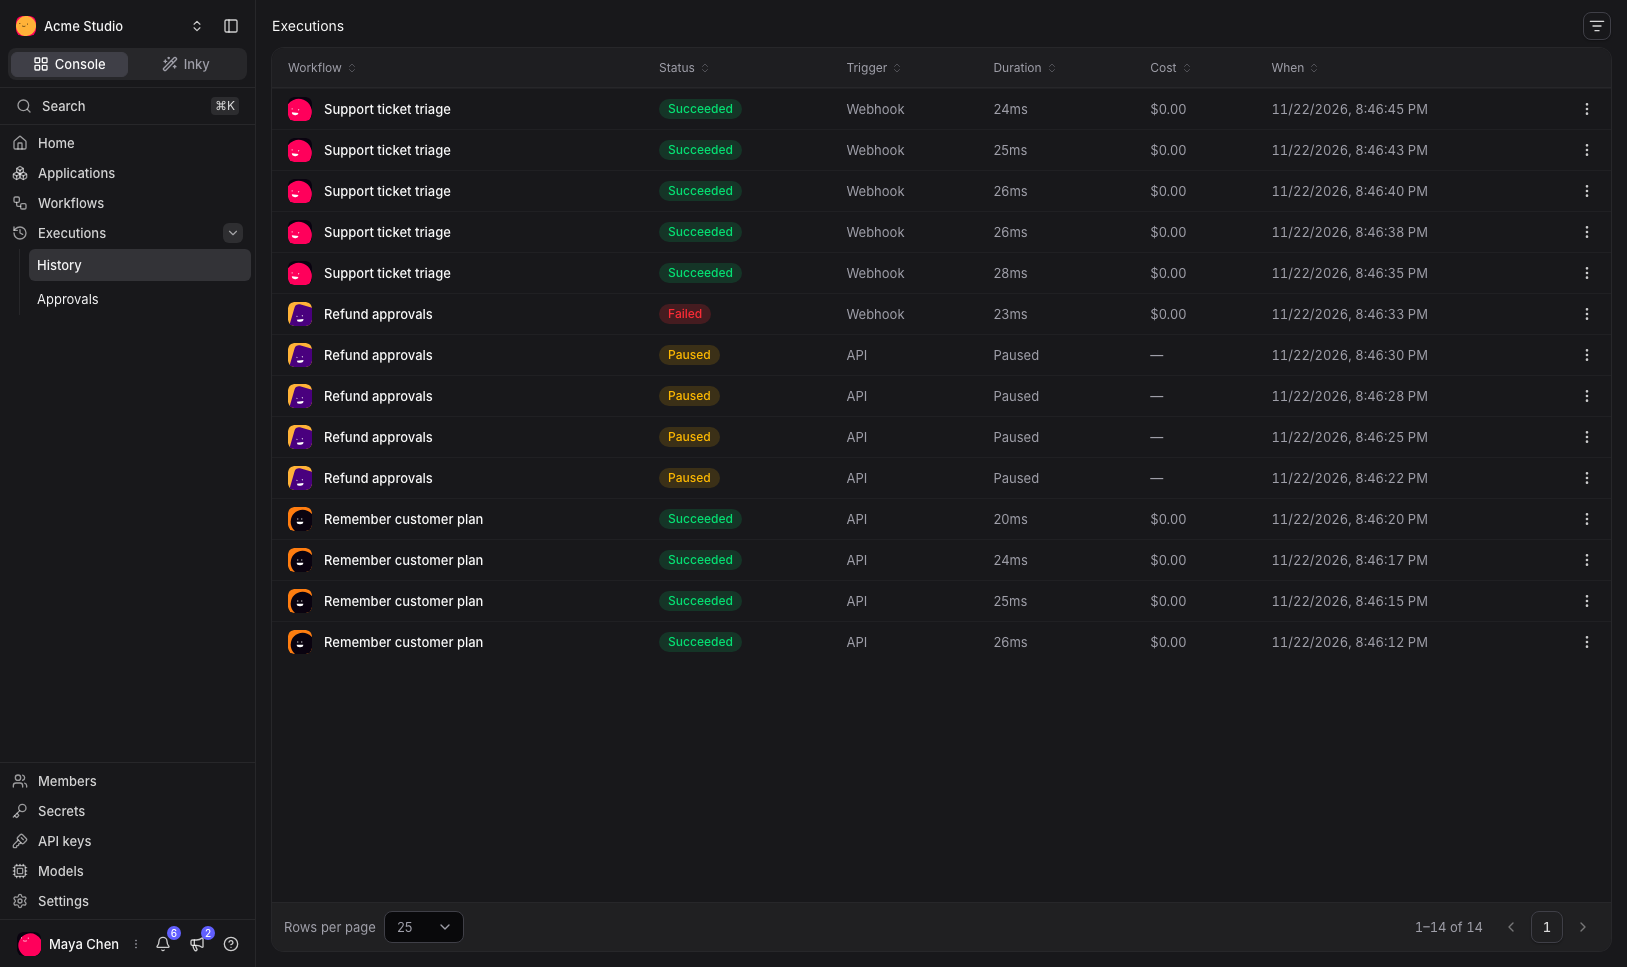 Acme Studio
Console
Inky
Search
⌘K
Home
Applications
Workflows
Executions
History
Approvals
Members
Secrets
API keys
Models
Settings
Maya Chen
6
2
Executions
Workflow Status Trigger Duration Cost When
Support ticket triage Succeeded Webhook 24ms $0.00 11/22/2026, 8:46:45 PM
Support ticket triage Succeeded Webhook 25ms $0.00 11/22/2026, 8:46:43 PM
Support ticket triage Succeeded Webhook 26ms $0.00 11/22/2026, 8:46:40 PM
Support ticket triage Succeeded Webhook 26ms $0.00 11/22/2026, 8:46:38 PM
Support ticket triage Succeeded Webhook 28ms $0.00 11/22/2026, 8:46:35 PM
Refund approvals Failed Webhook 23ms $0.00 11/22/2026, 8:46:33 PM
Refund approvals Paused API Paused — 11/22/2026, 8:46:30 PM
Refund approvals Paused API Paused — 11/22/2026, 8:46:28 PM
Refund approvals Paused API Paused — 11/22/2026, 8:46:25 PM
Refund approvals Paused API Paused — 11/22/2026, 8:46:22 PM
Remember customer plan Succeeded API 20ms $0.00 11/22/2026, 8:46:20 PM
Remember customer plan Succeeded API 24ms $0.00 11/22/2026, 8:46:17 PM
Remember customer plan Succeeded API 25ms $0.00 11/22/2026, 8:46:15 PM
Remember customer plan Succeeded API 26ms $0.00 11/22/2026, 8:46:12 PM
Rows per page 25 1–14 of 14 1